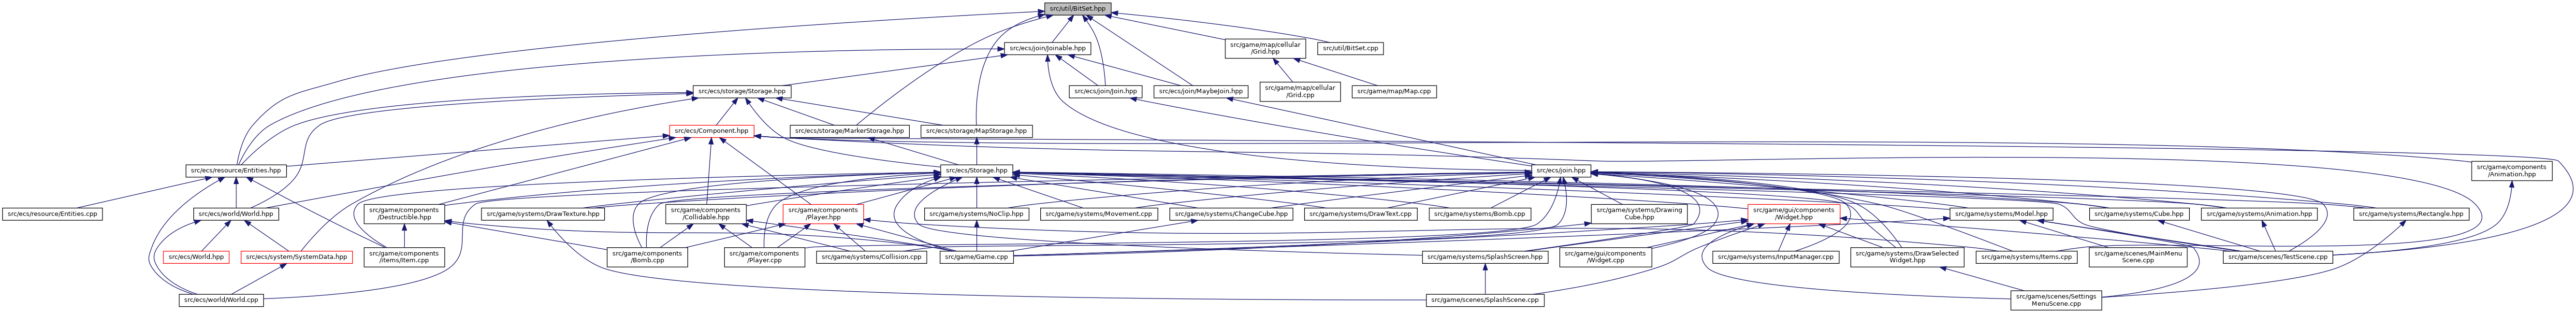 src/util/BitSet.hpp
src/ecs/join/Joinable.hpp
src/game/map/cellular
/Grid.hpp
src/util/BitSet.cpp
src/ecs/storage/Storage.hpp
src/ecs/join/Join.hpp
src/ecs/join/MaybeJoin.hpp
src/game/map/cellular
/Grid.cpp
src/game/map/Map.cpp
src/ecs/Component.hpp
src/ecs/storage/MarkerStorage.hpp
src/ecs/storage/MapStorage.hpp
src/ecs/resource/Entities.hpp
src/ecs/Storage.hpp
src/ecs/join.hpp
src/game/components
/Animation.hpp
src/ecs/resource/Entities.cpp
src/ecs/world/World.hpp
src/game/components
/Destructible.hpp
src/game/systems/DrawTexture.hpp
src/game/components
/Collidable.hpp
src/game/components
/Player.hpp
src/game/systems/NoClip.hpp
src/game/systems/Movement.cpp
src/game/systems/ChangeCube.hpp
src/game/systems/DrawText.cpp
src/game/systems/Bomb.cpp
src/game/systems/Drawing
Cube.hpp
src/game/gui/components
/Widget.hpp
src/game/systems/Model.hpp
src/game/systems/Cube.hpp
src/game/systems/Animation.hpp
src/game/systems/Rectangle.hpp
src/ecs/World.hpp
src/ecs/system/SystemData.hpp
src/game/components
/items/Item.cpp
src/game/components
/Bomb.cpp
src/game/components
/Player.cpp
src/game/systems/Collision.cpp
src/game/Game.cpp
src/game/systems/SplashScreen.hpp
src/game/gui/components
/Widget.cpp
src/game/systems/InputManager.cpp
src/game/systems/DrawSelected
Widget.hpp
src/game/systems/Items.cpp
src/game/scenes/MainMenu
Scene.cpp
src/game/scenes/TestScene.cpp
src/ecs/world/World.cpp
src/game/scenes/SplashScene.cpp
src/game/scenes/Settings
MenuScene.cpp